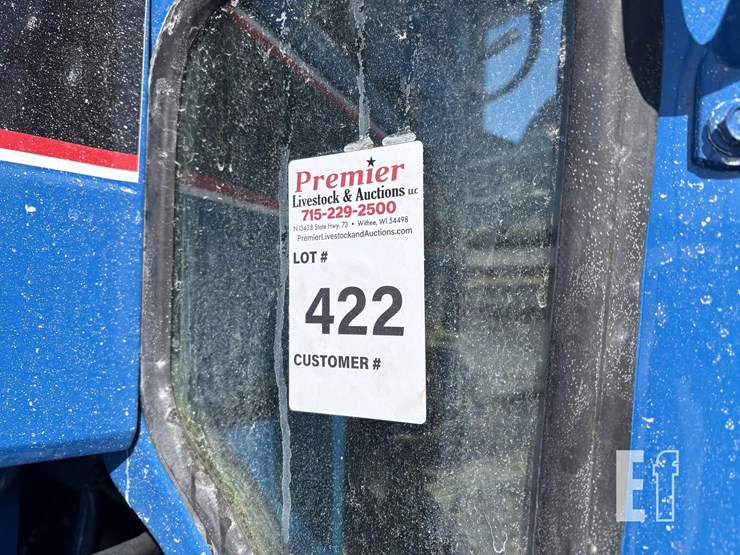 Premier
Livestock & Auctions LLC
715-229-2500
N13438 State Hwy. 73 • Withee, WI 54498
PremierLivestockandAuctions.com
LOT #
422
CUSTOMER #
Ef